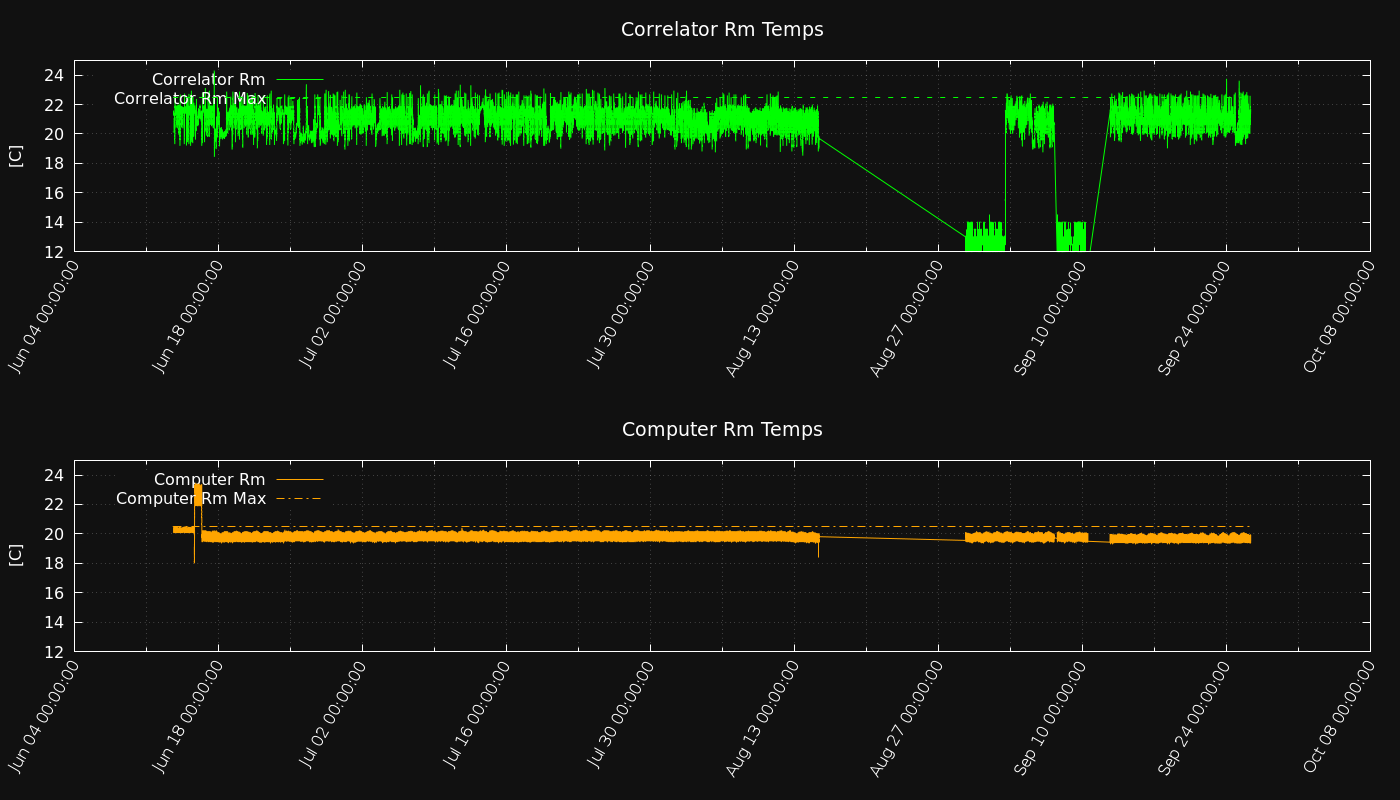 Correlator Rm Temps
Correlator Rm
Correlator Rm Max
[C]
24
22
20
18
16
14
12
Jun 04 00:00:00
Jun 18 00:00:00
Jul 02 00:00:00
Jul 16 00:00:00
Jul 30 00:00:00
Aug 13 00:00:00
Aug 27 00:00:00
Sep 10 00:00:00
Sep 24 00:00:00
Oct 08 00:00:00
Computer Rm Temps
Computer Rm
Computer Rm Max
[C]
24
22
20
18
16
14
12
Jun 04 00:00:00
Jun 18 00:00:00
Jul 02 00:00:00
Jul 16 00:00:00
Jul 30 00:00:00
Aug 13 00:00:00
Aug 27 00:00:00
Sep 10 00:00:00
Sep 24 00:00:00
Oct 08 00:00:00